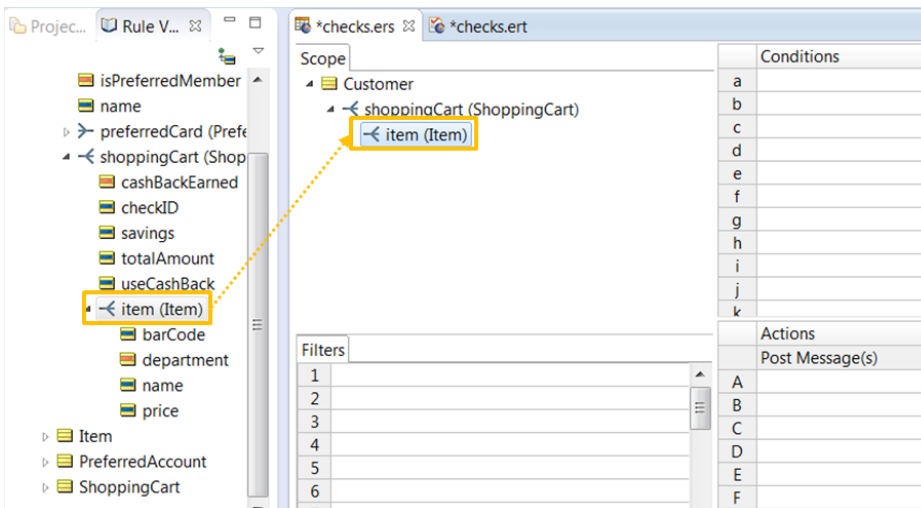 Projec...
Rule V...
isPreferredMember
name
preferredCard (Prefe
shoppingCart (Shop
cashBackEarned
checkID
savings
totalAmount
useCashBack
item (Item)
barCode
department
name
price
Item
PreferredAccount
ShoppingCart
*checks.ers
*checks.ert
Scope
Customer
shoppingCart (ShoppingCart)
item (Item)
Filters
1
2
3
4
5
6
Conditions
a
b
c
d
e
f
g
h
i
j
k
Actions
Post Message(s)
A
B
C
D
E
F